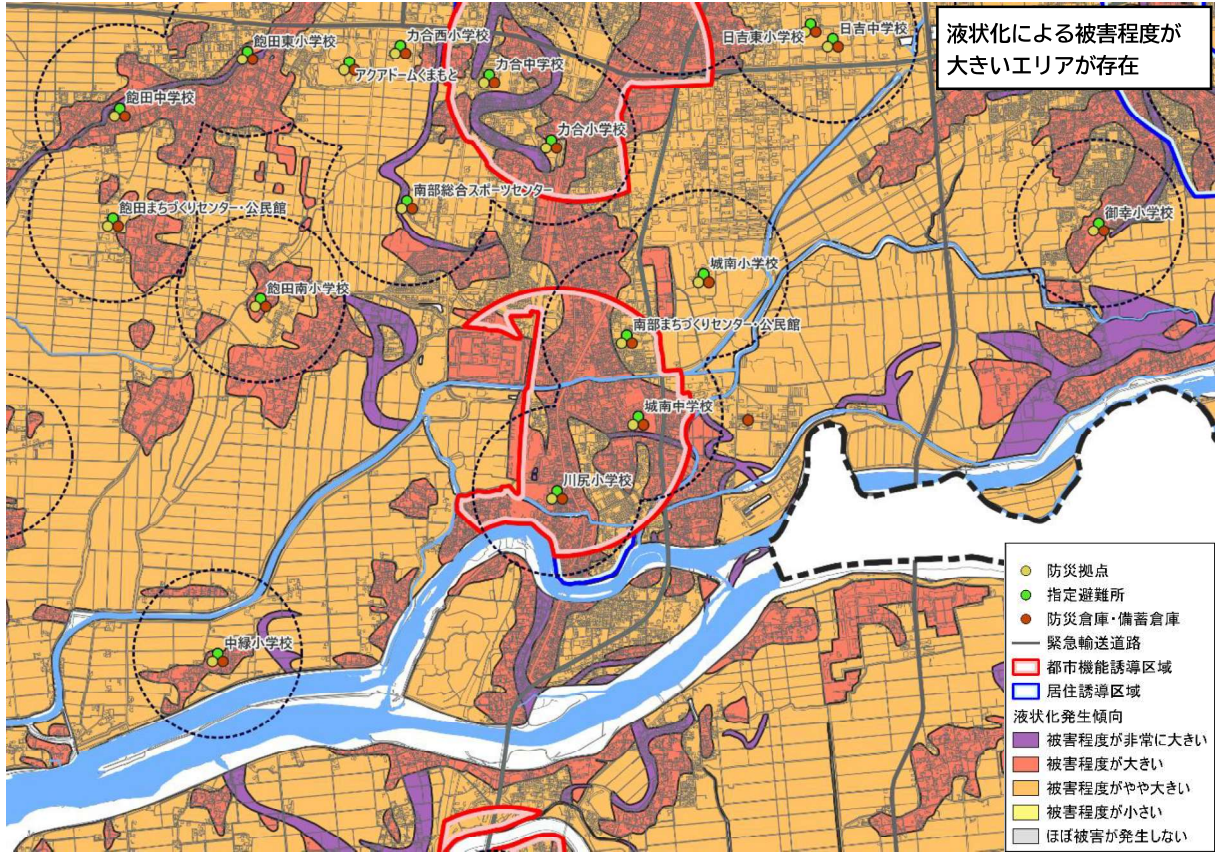 液状化による被害程度が
大きいエリアが存在
飽田東小学校
力合西小学校
アクアドームくまもと
力合中学校
日吉東小学校
日吉中学校
飽田中学校
力合小学校
南部総合スポーツセンター
飽田まちづくりセンター・公民館
御幸小学校
城南小学校
飽田南小学校
南部まちづくりセンター・公民館
城南中学校
川尻小学校
中緑小学校
防災拠点
指定避難所
防災倉庫・備蓄倉庫
緊急輸送道路
都市機能誘導区域
居住誘導区域
液状化発生傾向
被害程度が非常に大きい
被害程度が大きい
被害程度がやや大きい
被害程度が小さい
ほぼ被害が発生しない